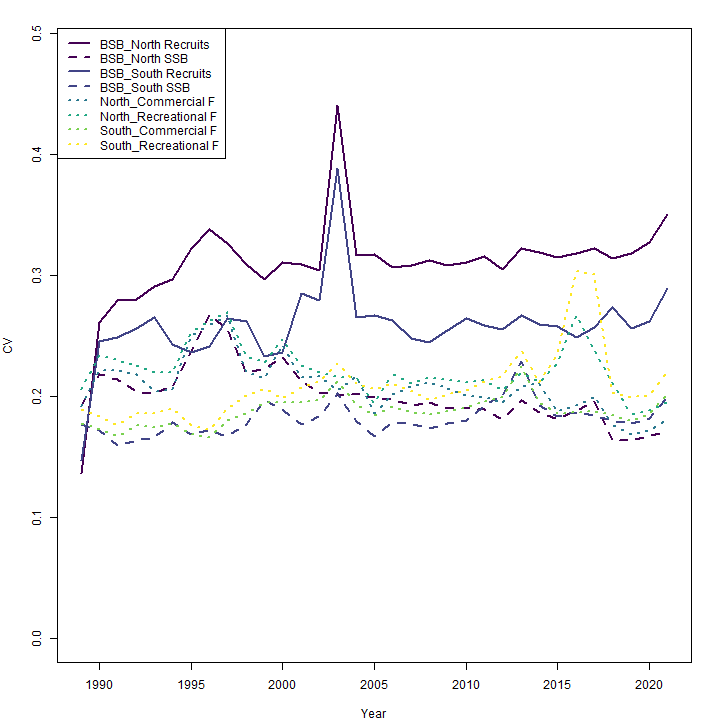 BSB_North Recruits
BSB_North SSB
BSB_South Recruits
BSB_South SSB
North_Commercial F
North_Recreational F
South_Commercial F
South_Recreational F
0.5
0.4
0.3
0.2
0.1
0.0
CV
1990 1995 2000 2005 2010 2015 2020
Year